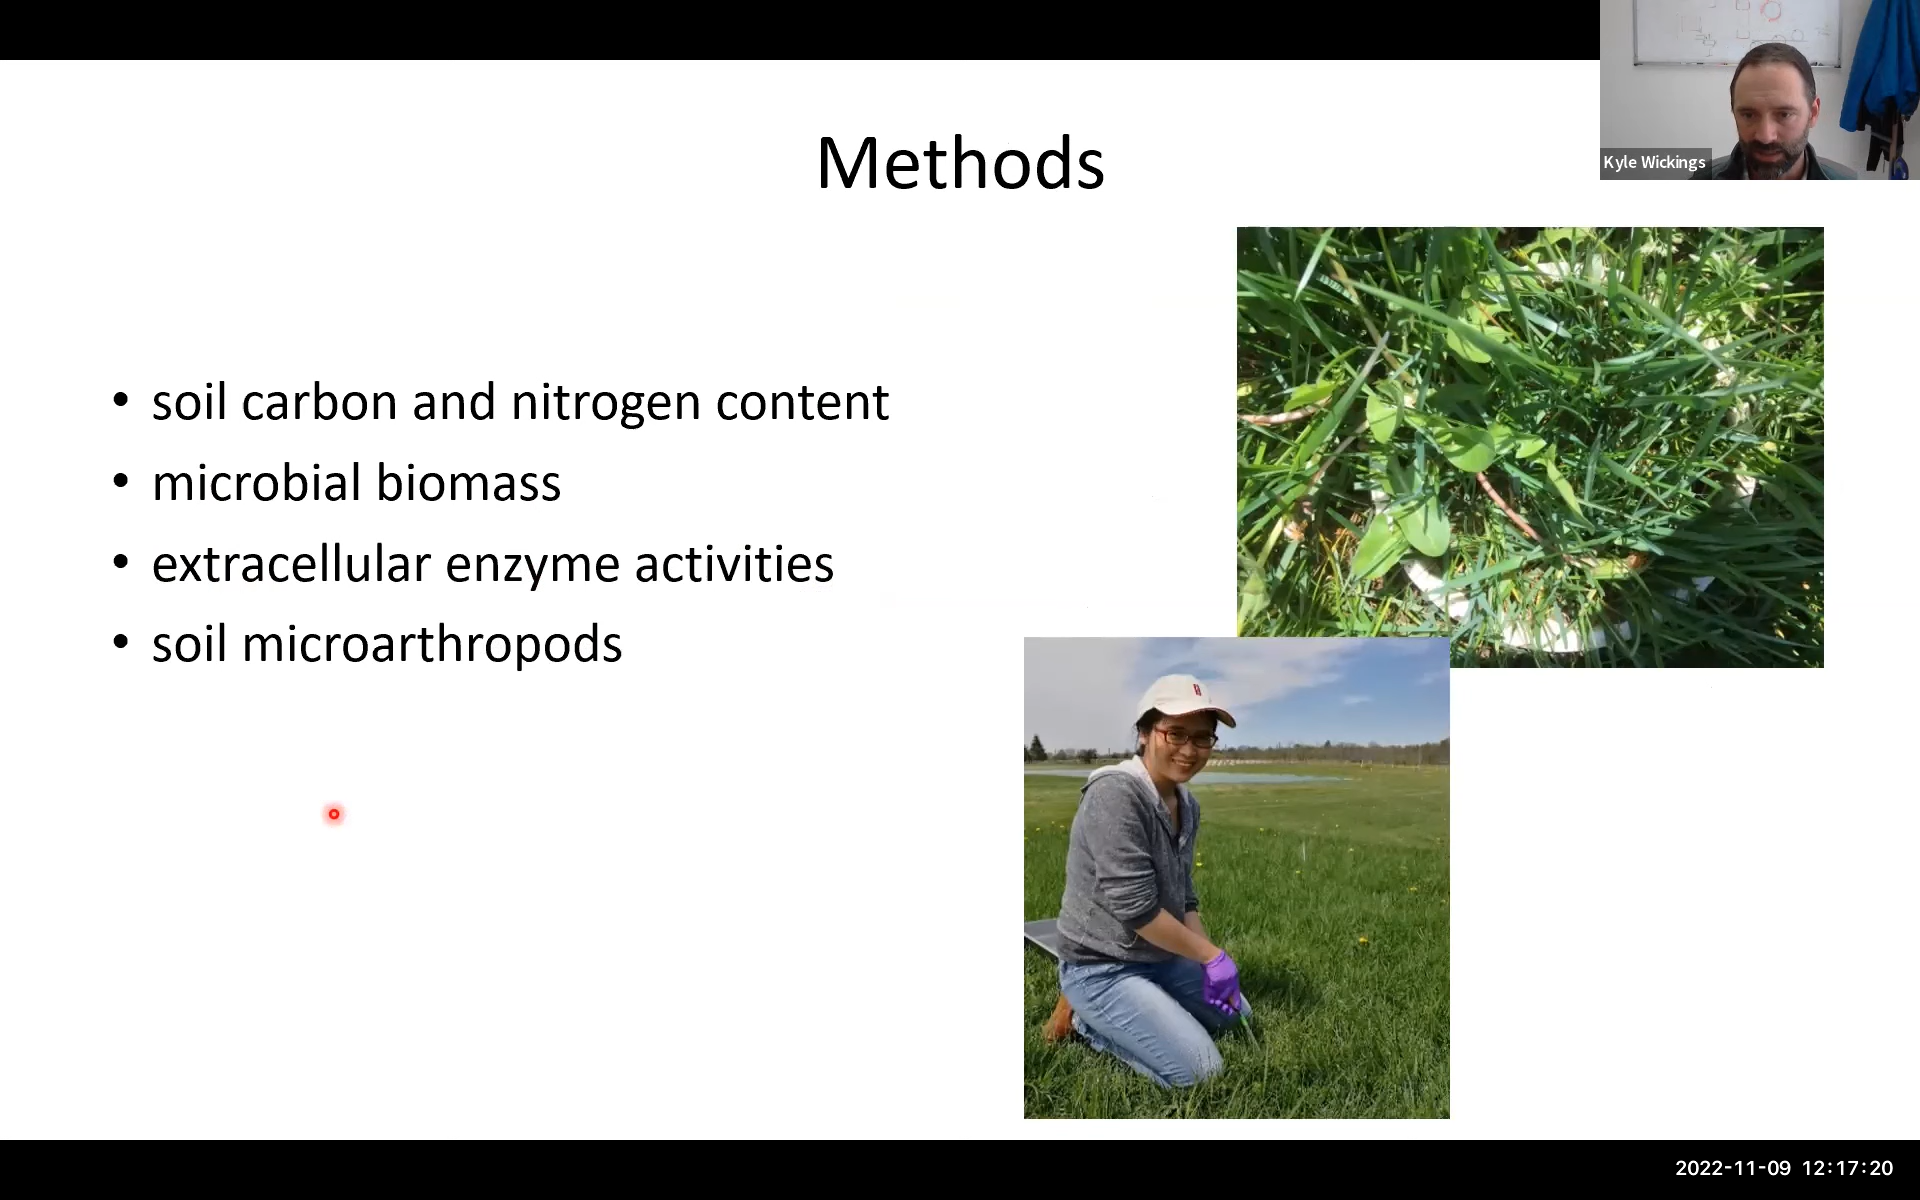 Kyle Wickings
Methods
• soil carbon and nitrogen content
• microbial biomass
• extracellular enzyme activities
• soil microarthropods
2022-11-09 12:17:20